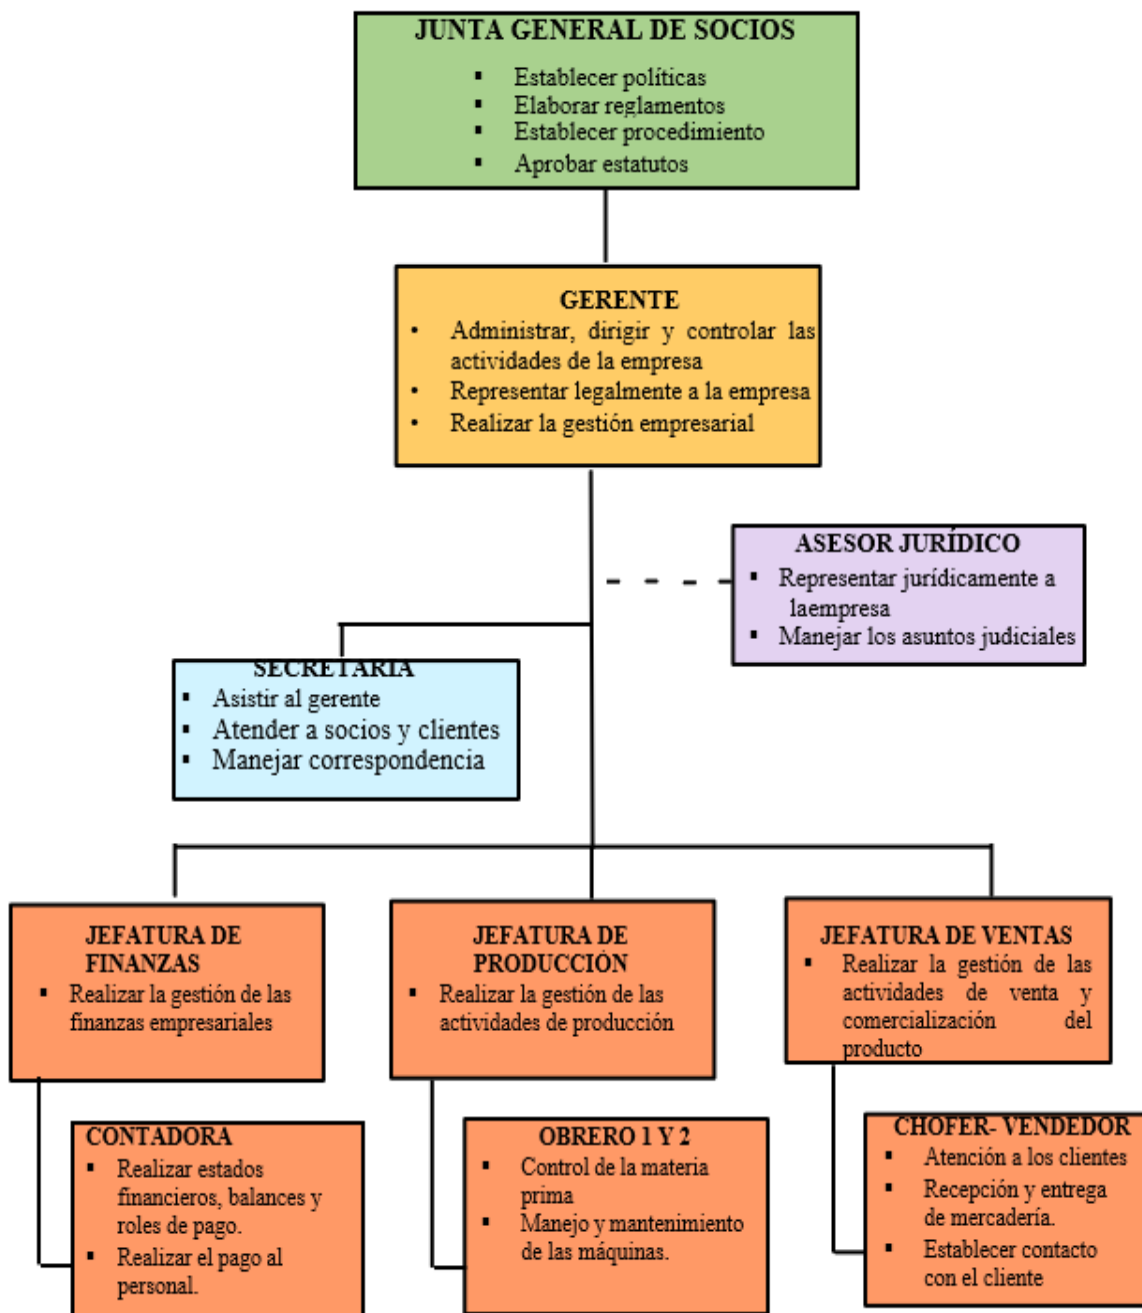 JUNTA GENERAL DE SOCIOS
▪ Establecer políticas
▪ Elaborar reglamentos
▪ Establecer procedimiento
▪ Aprobar estatutos
GERENTE
• Administrar, dirigir y controlar las
actividades de la empresa
• Representar legalmente a la empresa
• Realizar la gestión empresarial
ASESOR JURÍDICO
▪ Representar jurídicamente a
laempresa
▪ Manejar los asuntos judiciales
SECRETARIA
▪ Asistir al gerente
▪ Atender a socios y clientes
▪ Manejar correspondencia
JEFATURA DE
FINANZAS
▪ Realizar la gestión de las
finanzas empresariales
JEFATURA DE
PRODUCCIÓN
▪ Realizar la gestión de las
actividades de producción
JEFATURA DE VENTAS
▪ Realizar la gestión de las
actividades de venta y
comercialización del
producto
CONTADORA
▪ Realizar estados
financieros, balances y
roles de pago.
▪ Realizar el pago al
personal.
OBRERO 1 Y 2
▪ Control de la materia
prima
▪ Manejo y mantenimiento
de las máquinas.
CHOFER- VENDEDOR
▪ Atención a los clientes
▪ Recepción y entrega
de mercadería.
▪ Establecer contacto
con el cliente